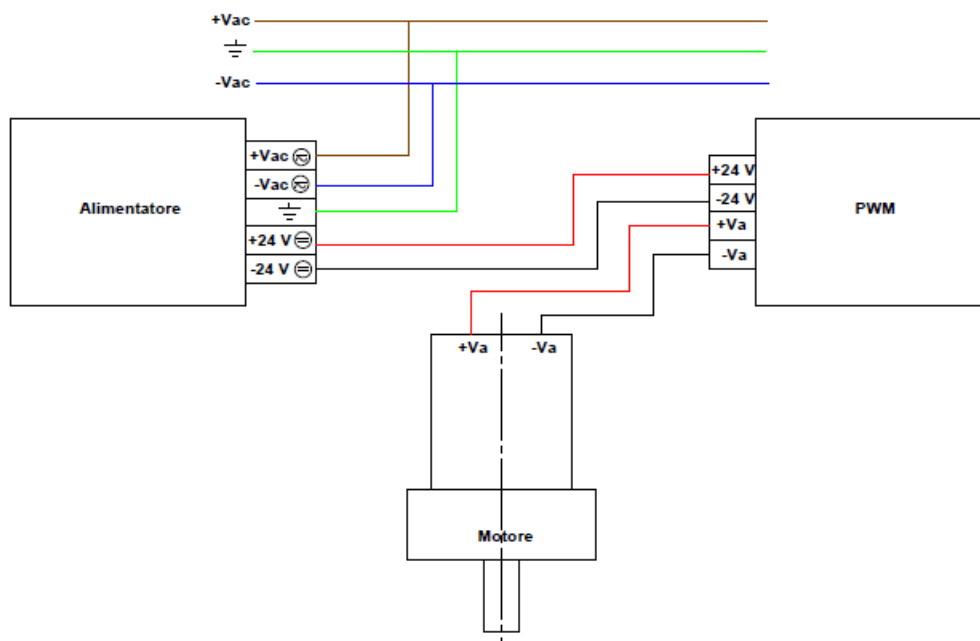 +Vac
-Vac
Alimentatore
+Vac
-Vac
+24 V
-24 V
+24 V
-24 V
+Va
-Va
PWM
+Va
-Va
Motore